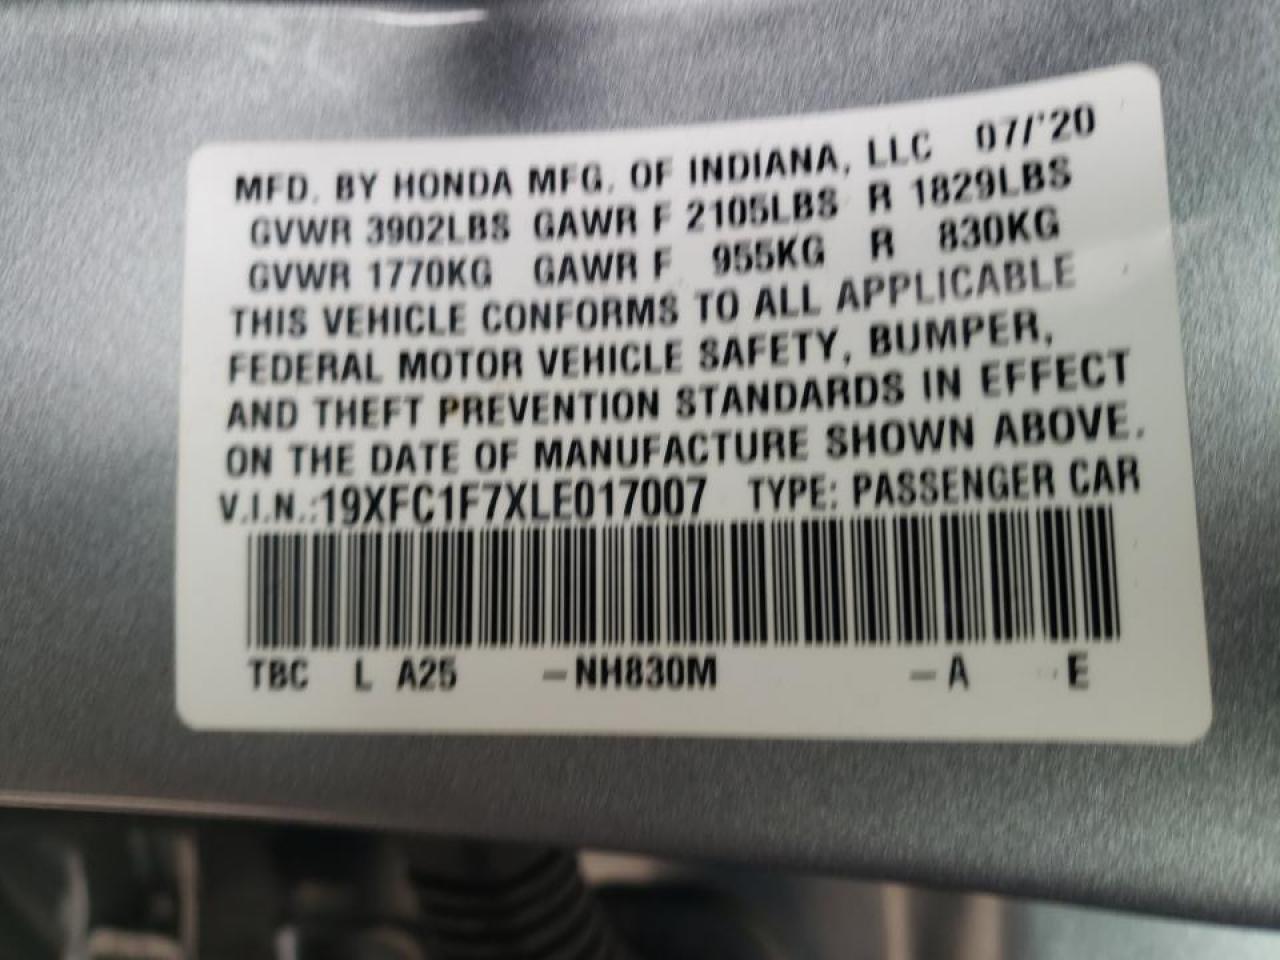 MFD. BY HONDA MFG. OF INDIANA, LLC 07/'20
GVWR 3902LBS GAWR F 2105LBS R 1829LBS
GVWR 1770KG GAWR F 955KG R 830KG
THIS VEHICLE CONFORMS TO ALL APPLICABLE
FEDERAL MOTOR VEHICLE SAFETY, BUMPER,
AND THEFT PREVENTION STANDARDS IN EFFECT
ON THE DATE OF MANUFACTURE SHOWN ABOVE.
V.I.N.:19XFC1F7XLE017007 TYPE: PASSENGER CAR
TBC L A25 -NH830M -A -E